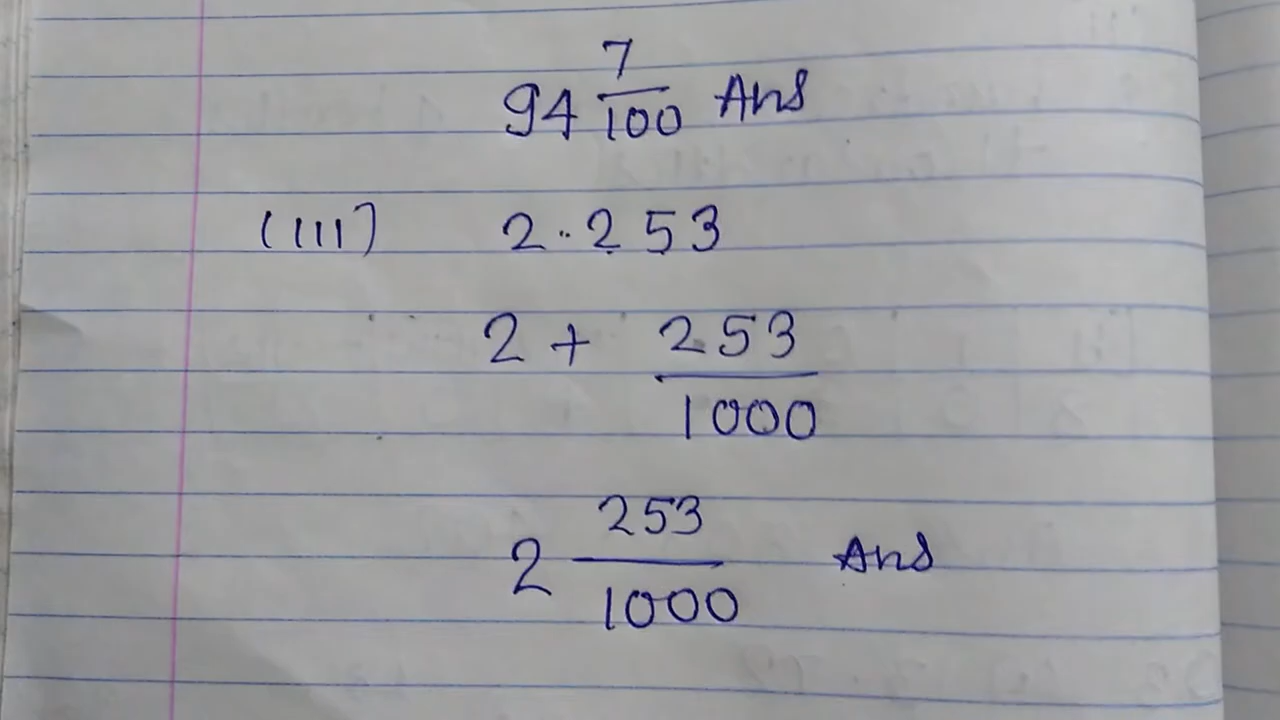 94 7/100 Ans
(III) 2.253
2 + 253/1000
2 253/1000 Ans